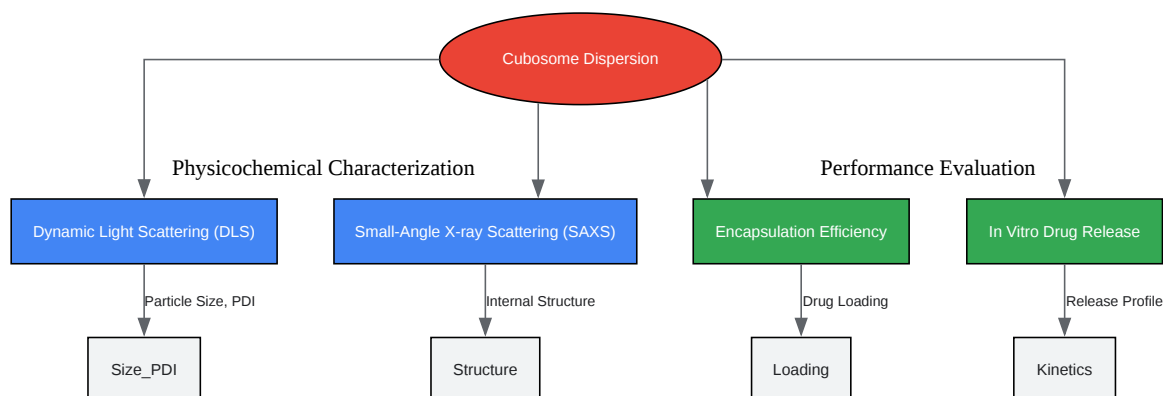 Cubosome Dispersion
Physicochemical Characterization
Performance Evaluation
Dynamic Light Scattering (DLS)
Small-Angle X-ray Scattering (SAXS)
Encapsulation Efficiency
In Vitro Drug Release
Particle Size, PDI
Internal Structure
Drug Loading
Release Profile
Size_PDI
Structure
Loading
Kinetics